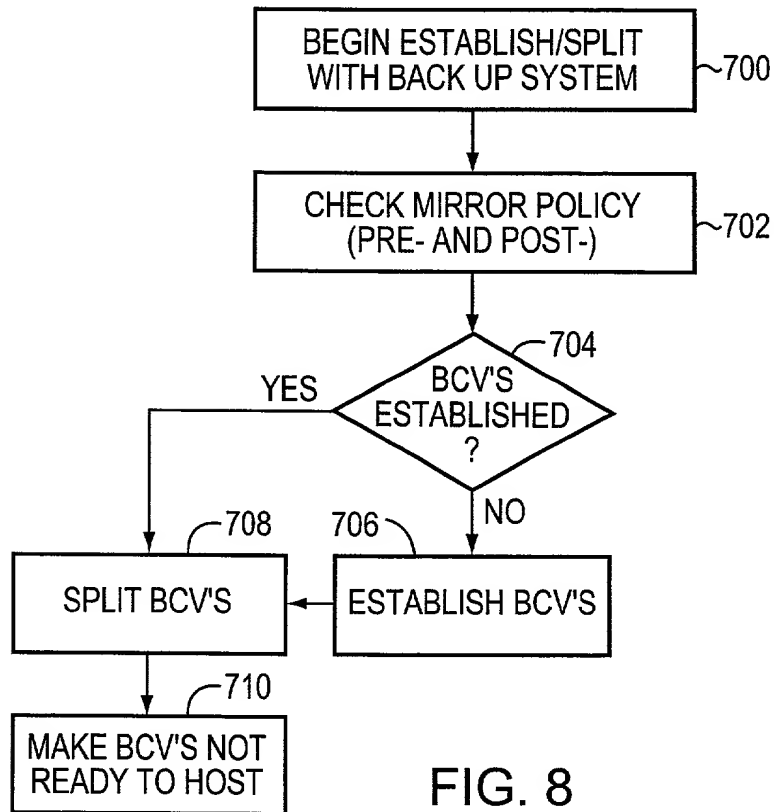 BEGIN ESTABLISH/SPLIT
WITH BACK UP SYSTEM
700
CHECK MIRROR POLICY
(PRE- AND POST-)
702
704
BCV'S
ESTABLISHED
?
YES
NO
708
706
SPLIT BCV'S
ESTABLISH BCV'S
710
MAKE BCV'S NOT
READY TO HOST
FIG. 8